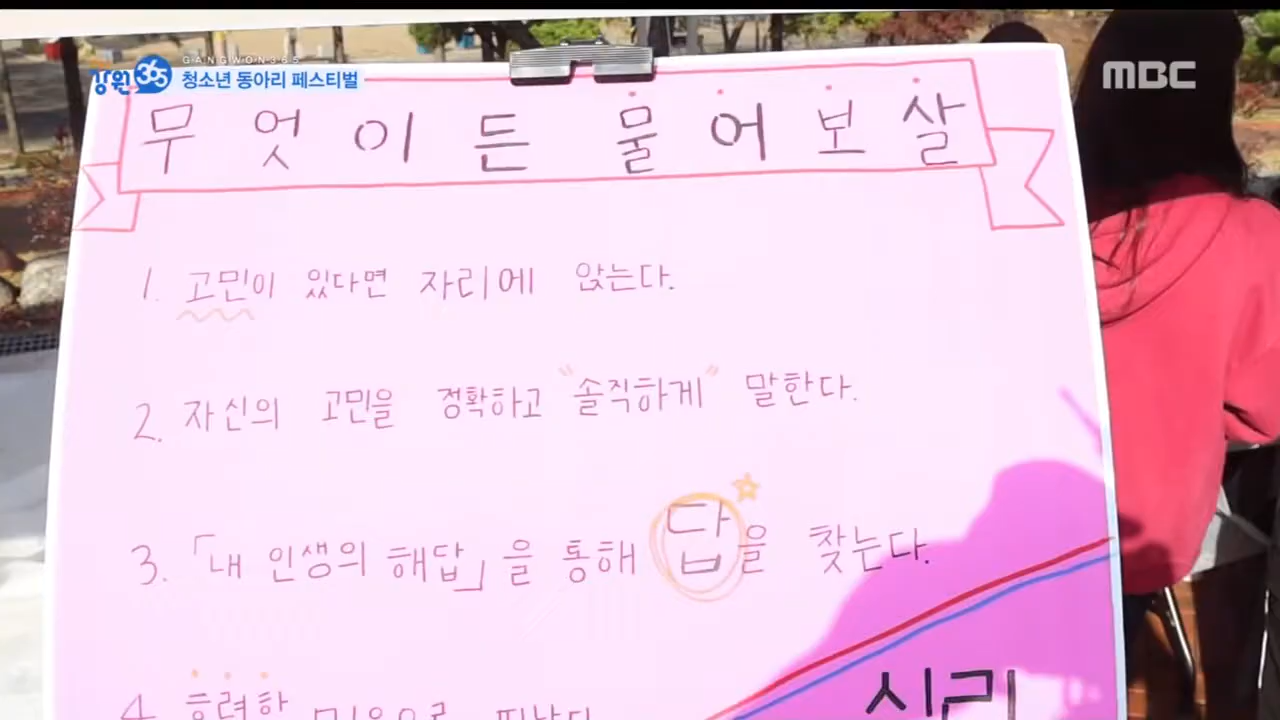 GANGWON365
강원365 청소년 동아리 페스티벌
MBC
무엇이든 물어보살
1. 고민이 있다면 자리에 앉는다.
2. 자신의 고민을 정확하고 "솔직하게" 말한다.
3. 「내 인생의 해답」을 통해 답을 찾는다.
4.
심리